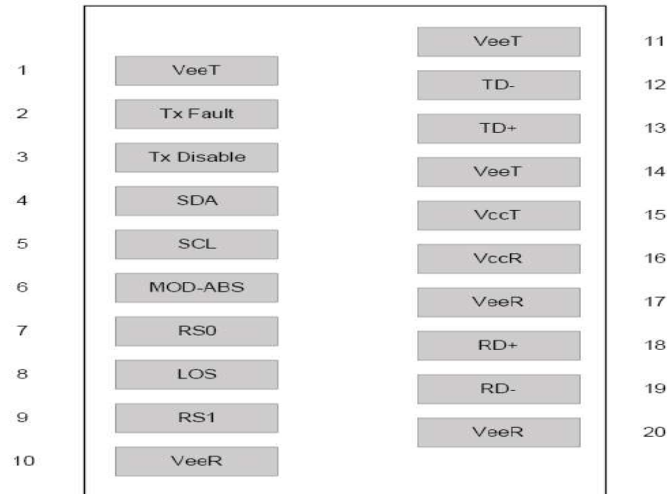 1 VeeT
2 Tx Fault
3 Tx Disable
4 SDA
5 SCL
6 MOD-ABS
7 RS0
8 LOS
9 RS1
10 VeeR
VeeT 11
TD- 12
TD+ 13
VeeT 14
VccT 15
VccR 16
VeeR 17
RD+ 18
RD- 19
VeeR 20